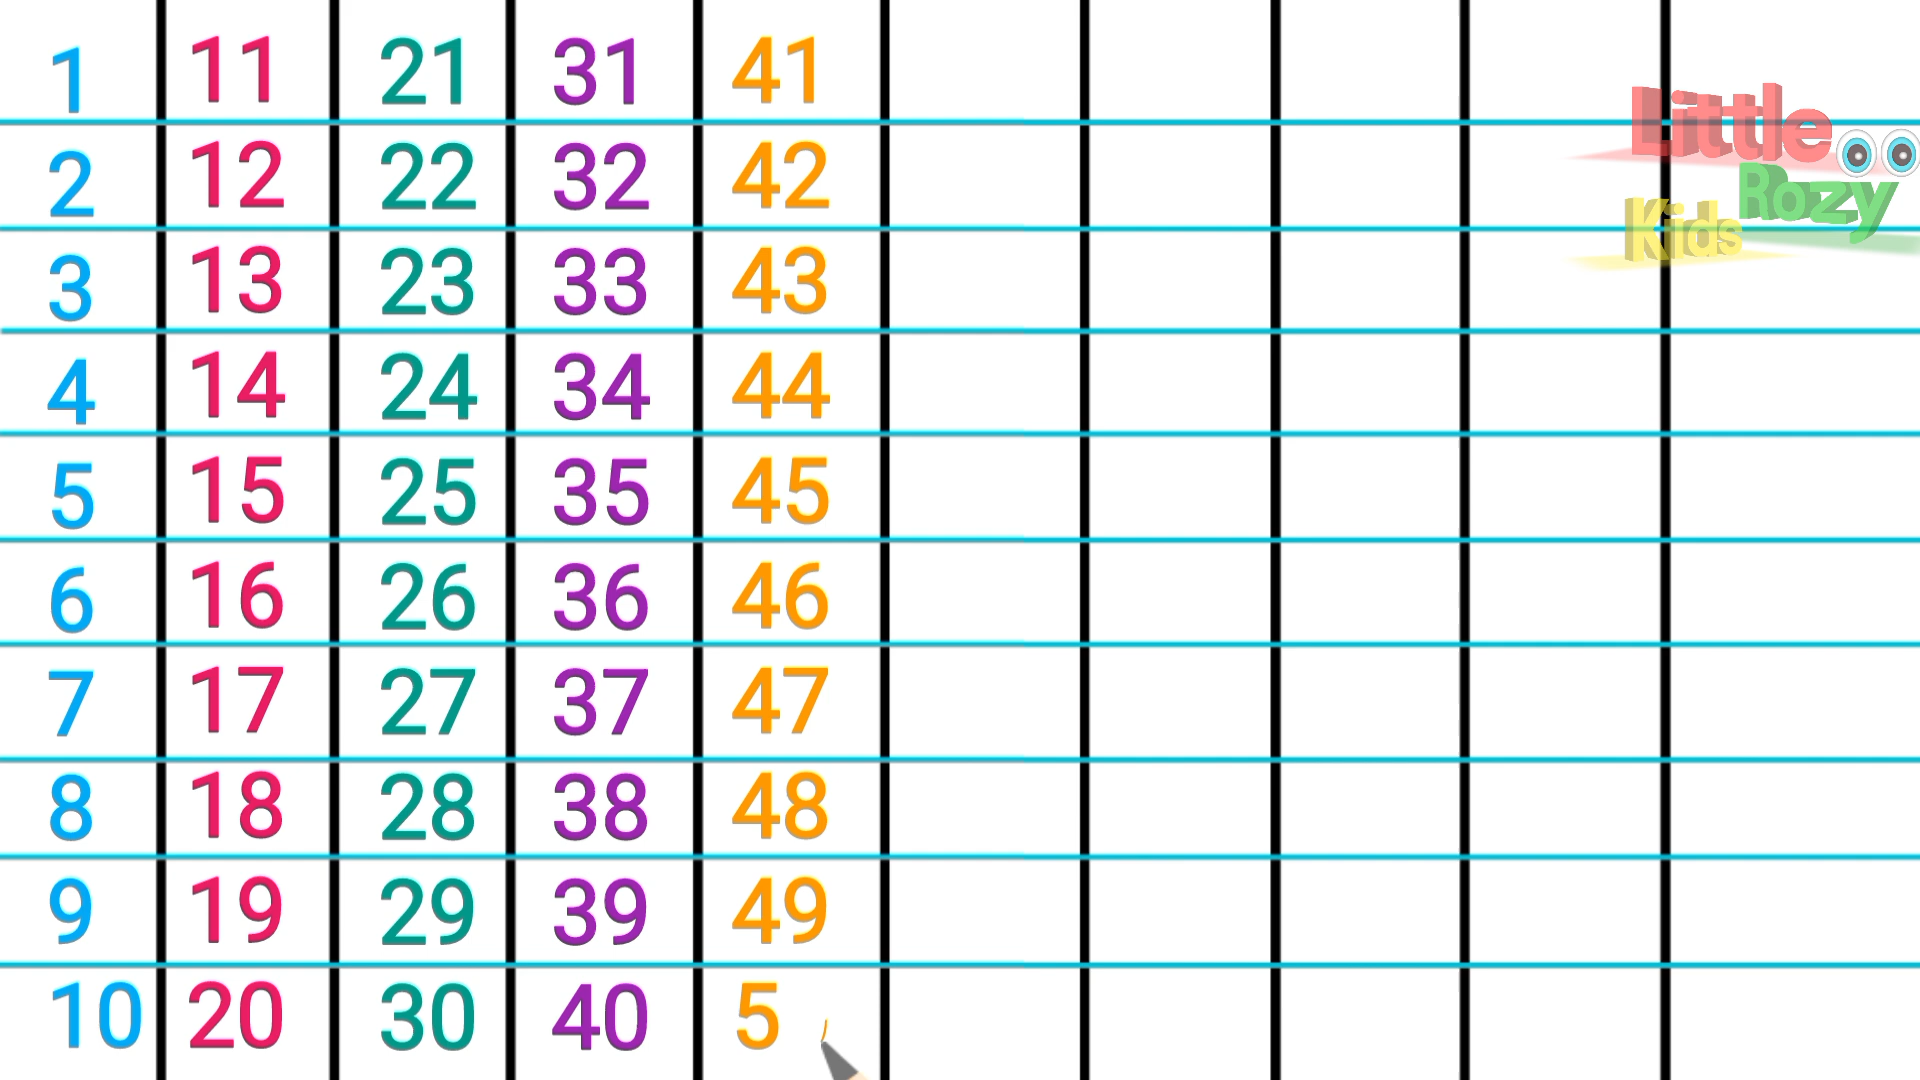 1 11 21 31 41
2 12 22 32 42
3 13 23 33 43
4 14 24 34 44
5 15 25 35 45
6 16 26 36 46
7 17 27 37 47
8 18 28 38 48
9 19 29 39 49
10 20 30 40 5
Little
Rozy
Kids